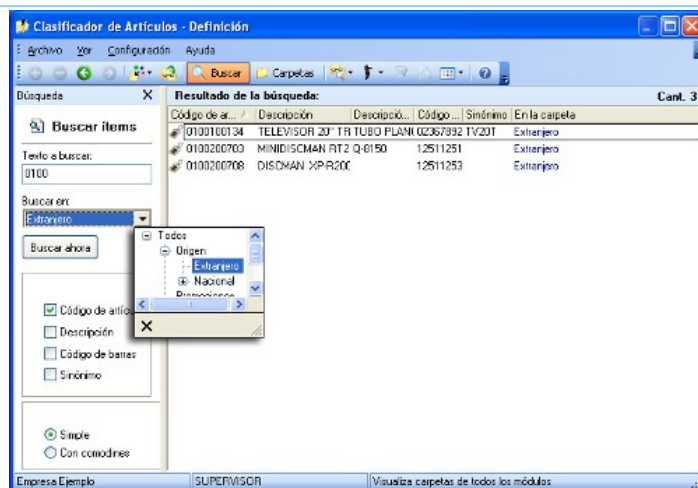 Clasificador de Artículos - Definición
Archivo Ver Configuración Ayuda
Buscar Carpetas
Búsqueda X Resultado de la búsqueda: Cant. 3
Buscar ítems
Texto a buscar:
0100
Buscar en:
Extranjero
Buscar ahora
Código de ar... Descripción Descripció... Código ... Sinónimo En la carpeta
0100100134 TELEVISOR 20" TR TUBO PLANO 02367892 TV20T Extranjero
0100200703 MINIDISCMAN RT2 Q-8150 12511251 Extranjero
0100200708 DISCMAN XP-R200 12511253 Extranjero
Todos
Origen
Extranjero
Nacional
Promociones
Código de artíc
Descripción
Código de barras
Sinónimo
Simple
Con comodines
Empresa Ejemplo SUPERVISOR Visualiza carpetas de todos los módulos